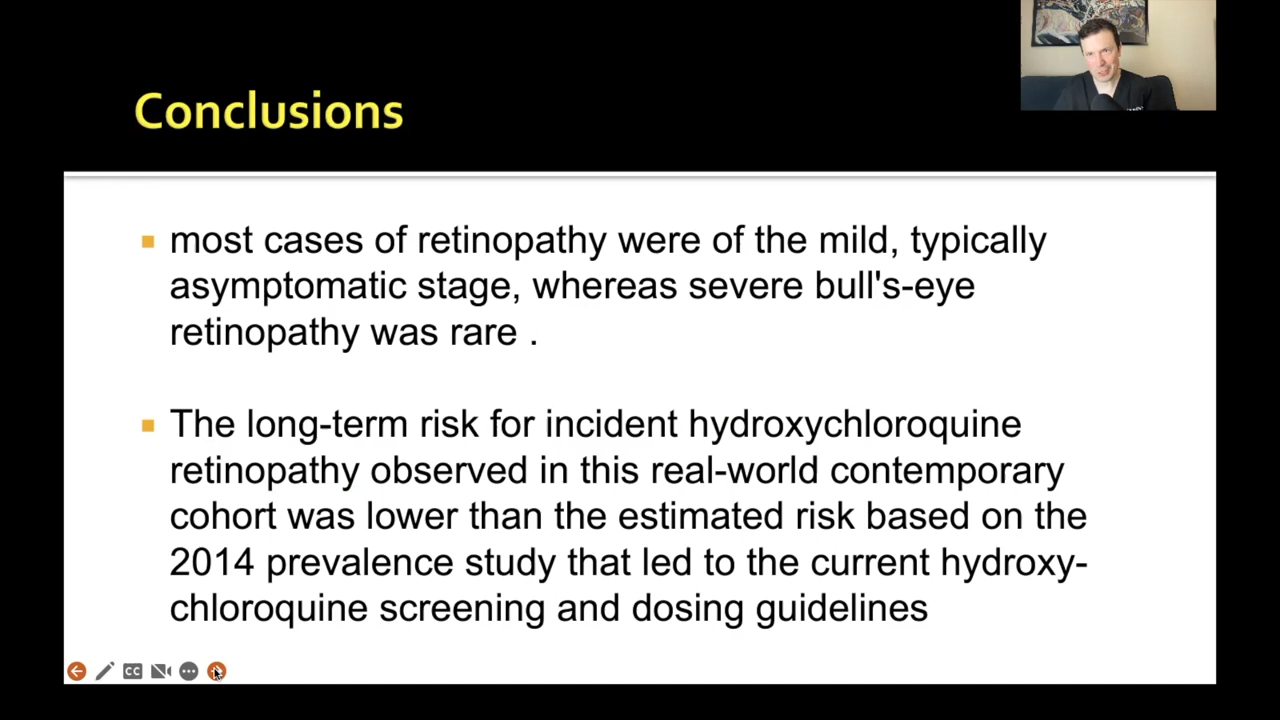 Conclusions
most cases of retinopathy were of the mild, typically
asymptomatic stage, whereas severe bull's-eye
retinopathy was rare .
The long-term risk for incident hydroxychloroquine
retinopathy observed in this real-world contemporary
cohort was lower than the estimated risk based on the
2014 prevalence study that led to the current hydroxy-
chloroquine screening and dosing guidelines
CC